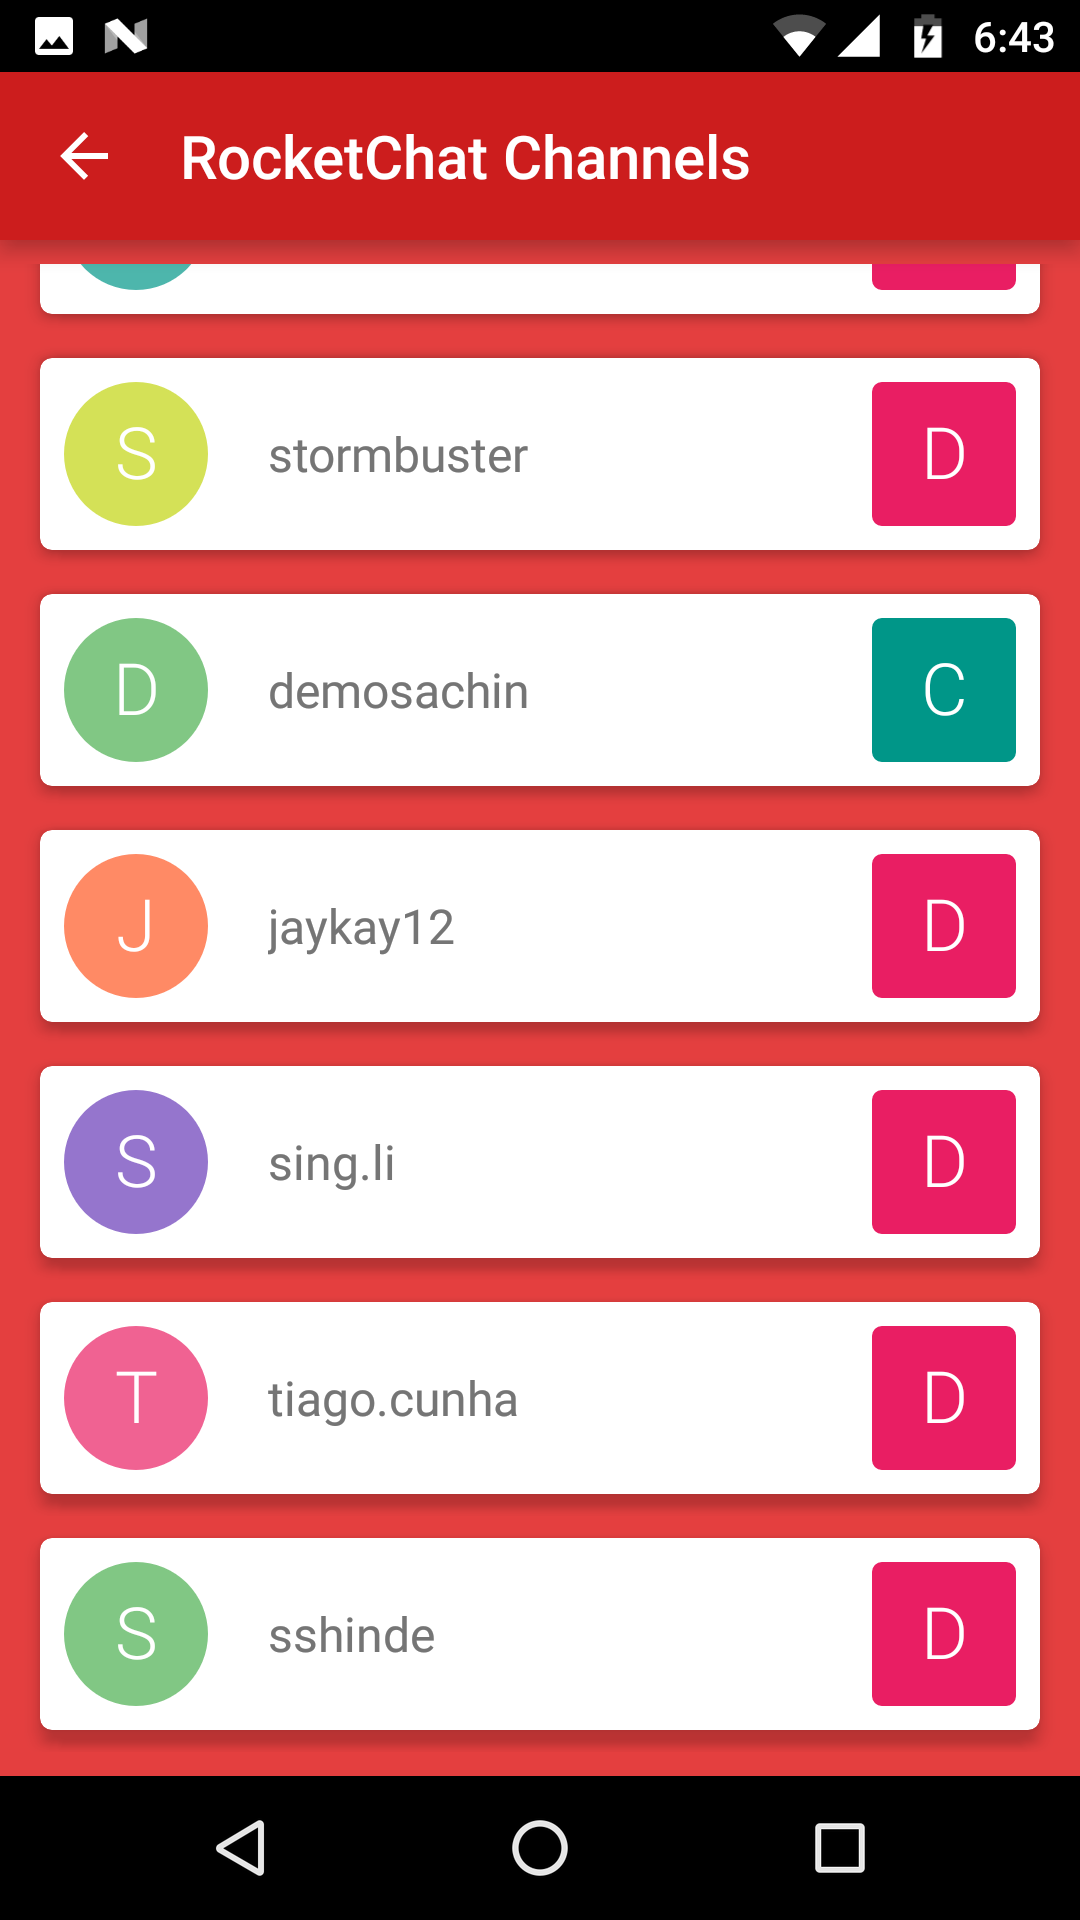 6:43
RocketChat Channels
S stormbuster D
D demosachin C
J jaykay12 D
S sing.li D
T tiago.cunha D
S sshinde D